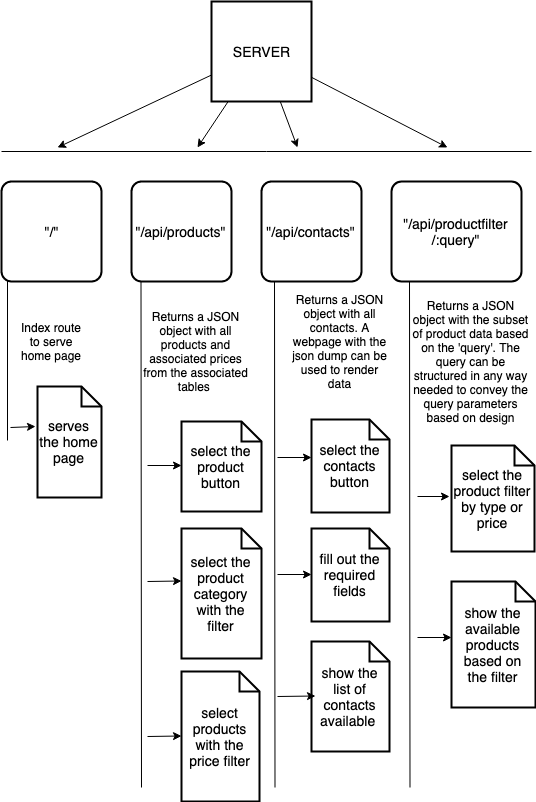 SERVER
"/"
"/api/products"
"/api/contacts"
"/api/productfilter
/:query"
Index route
to serve
home page
serves
the home
page
Returns a JSON
object with all
products and
associated prices
from the associated
tables
select the
product
button
select the
product
category
with the
filter
select
products
with the
price filter
Returns a JSON
object with all
contacts. A
webpage with the
json dump can be
used to render
data
select the
contacts
button
fill out the
required
fields
show the
list of
contacts
available
Returns a JSON
object with the subset
of product data based
on the 'query'. The
query can be
structured in any way
needed to convey the
query parameters
based on design
select the
product filter
by type or
price
show the
available
products
based on
the filter